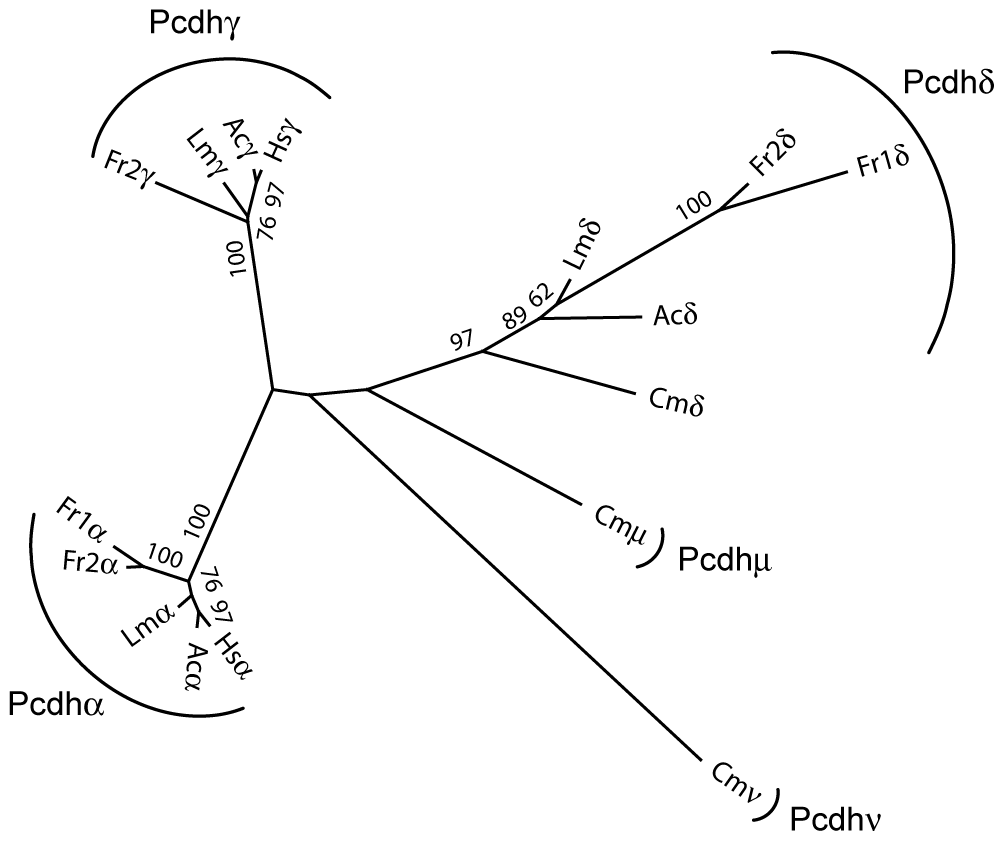 Pcdhγ
Pcdhδ
Fr2γ
Lmγ
Acγ
Hsγ
76 97
100
Fr2δ
Fr1δ
100
Lmδ
62
89
97
Acδ
Cmδ
Cmμ
Pcdhμ
Cmν
Pcdhν
100
Fr1α
Fr2α
100
76 97
Lmα
Acα
Hsα
Pcdhα